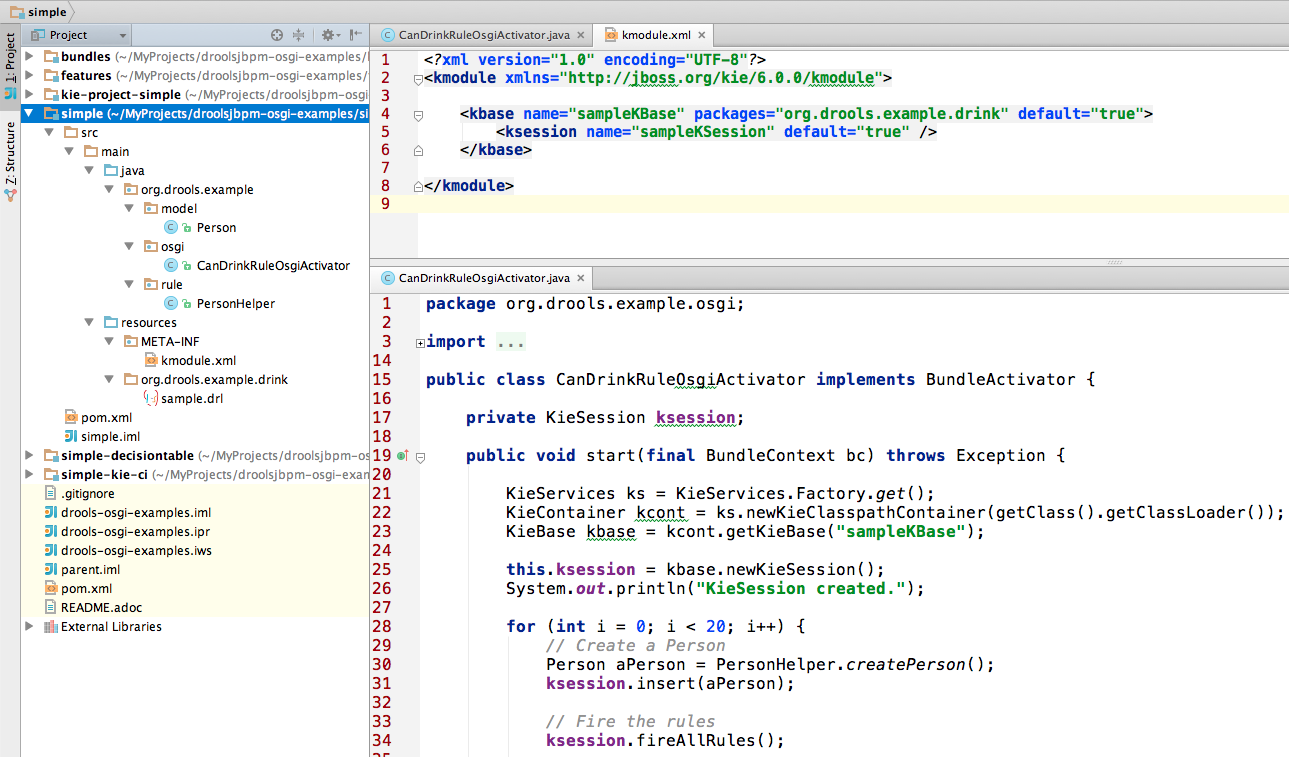 simple
Project
1: Project
Z: Structure
bundles (~/MyProjects/droolsjbpm-osgi-examples/
features (~/MyProjects/droolsjbpm-osgi-examples/
kie-project-simple (~/MyProjects/droolsjbpm-osgi
simple (~/MyProjects/droolsjbpm-osgi-examples/si
src
main
java
org.drools.example
model
Person
osgi
CanDrinkRuleOsgiActivator
rule
PersonHelper
resources
META-INF
kmodule.xml
org.drools.example.drink
sample.drl
pom.xml
simple.iml
simple-decisiontable (~/MyProjects/droolsjbpm-os
simple-kie-ci (~/MyProjects/droolsjbpm-osgi-exan
.gitignore
drools-osgi-examples.iml
drools-osgi-examples.ipr
drools-osgi-examples.iws
parent.iml
pom.xml
README.adoc
External Libraries
CanDrinkRuleOsgiActivator.java
kmodule.xml
1 <?xml version="1.0" encoding="UTF-8"?>
2 <kmodule xmlns="http://jboss.org/kie/6.0.0/kmodule">
3
4 <kbase name="sampleKBase" packages="org.drools.example.drink" default="true">
5 <ksession name="sampleKSession" default="true" />
6 </kbase>
7
8 </kmodule>
9
CanDrinkRuleOsgiActivator.java
1 package org.drools.example.osgi;
2
3 import ...
14
15 public class CanDrinkRuleOsgiActivator implements BundleActivator {
16
17 private KieSession ksession;
18
19 public void start(final BundleContext bc) throws Exception {
20
21 KieServices ks = KieServices.Factory.get();
22 KieContainer kcont = ks.newKieClasspathContainer(getClass().getClassLoader());
23 KieBase kbase = kcont.getKieBase("sampleKBase");
24
25 this.ksession = kbase.newKieSession();
26 System.out.println("KieSession created.");
27
28 for (int i = 0; i < 20; i++) {
29 // Create a Person
30 Person aPerson = PersonHelper.createPerson();
31 ksession.insert(aPerson);
32
33 // Fire the rules
34 ksession.fireAllRules();